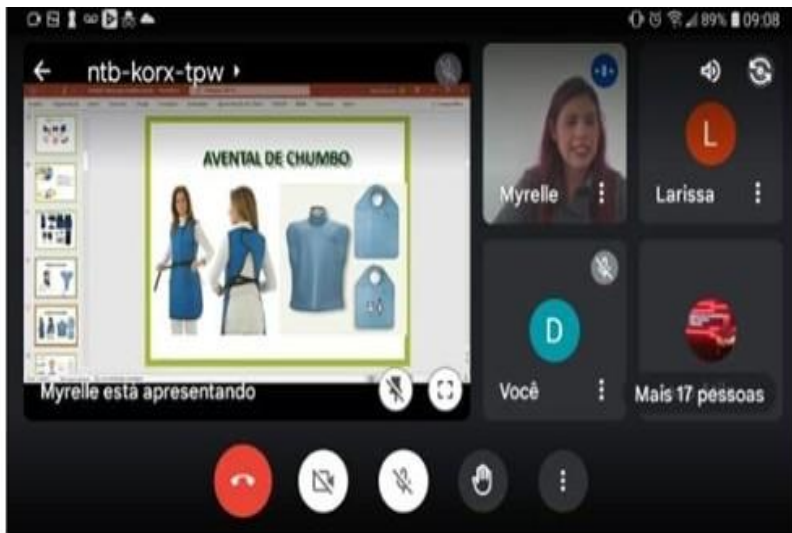 89% 09:08
ntb-korx-tpw
AVENTAL DE CHUMBO
Myrelle está apresentando
Myrelle
L
Larissa
D
Você
Mais 17 pessoas